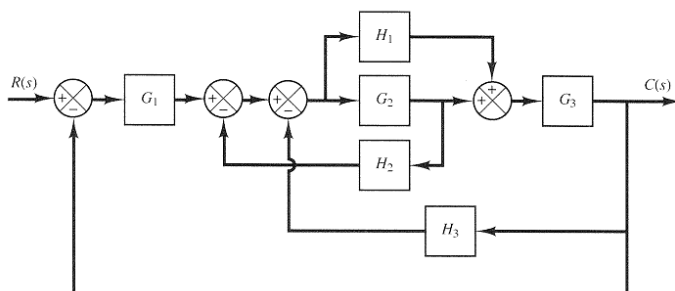 H₁
R(s)
C(s)
+
−
G₁
+
−
+
−
G₂
+
+
G₃
H₂
H₃